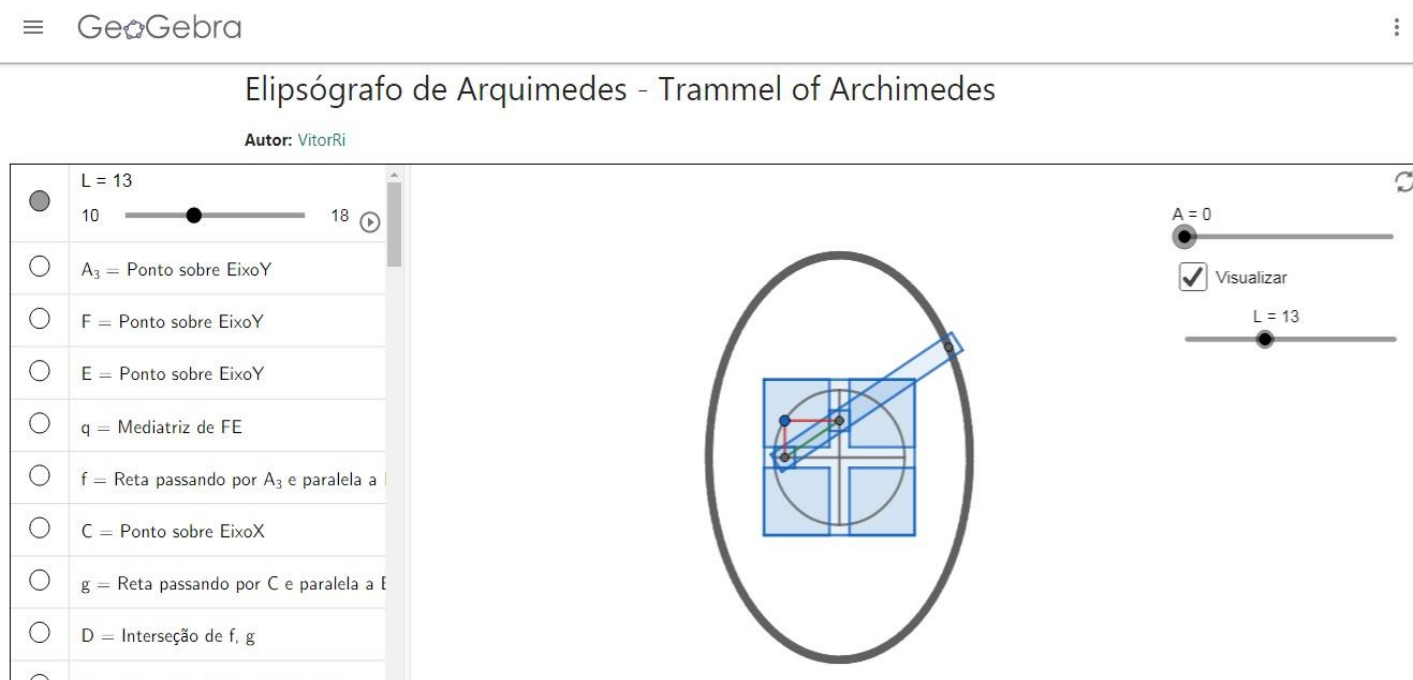 GeoGebra
Elipsógrafo de Arquimedes - Trammel of Archimedes
Autor: VitorRi
L = 13
10 18
A₃ = Ponto sobre EixoY
F = Ponto sobre EixoY
E = Ponto sobre EixoY
q = Mediatriz de FE
f = Reta passando por A₃ e paralela a
C = Ponto sobre EixoX
g = Reta passando por C e paralela a
D = Interseção de f, g
A = 0
Visualizar
L = 13